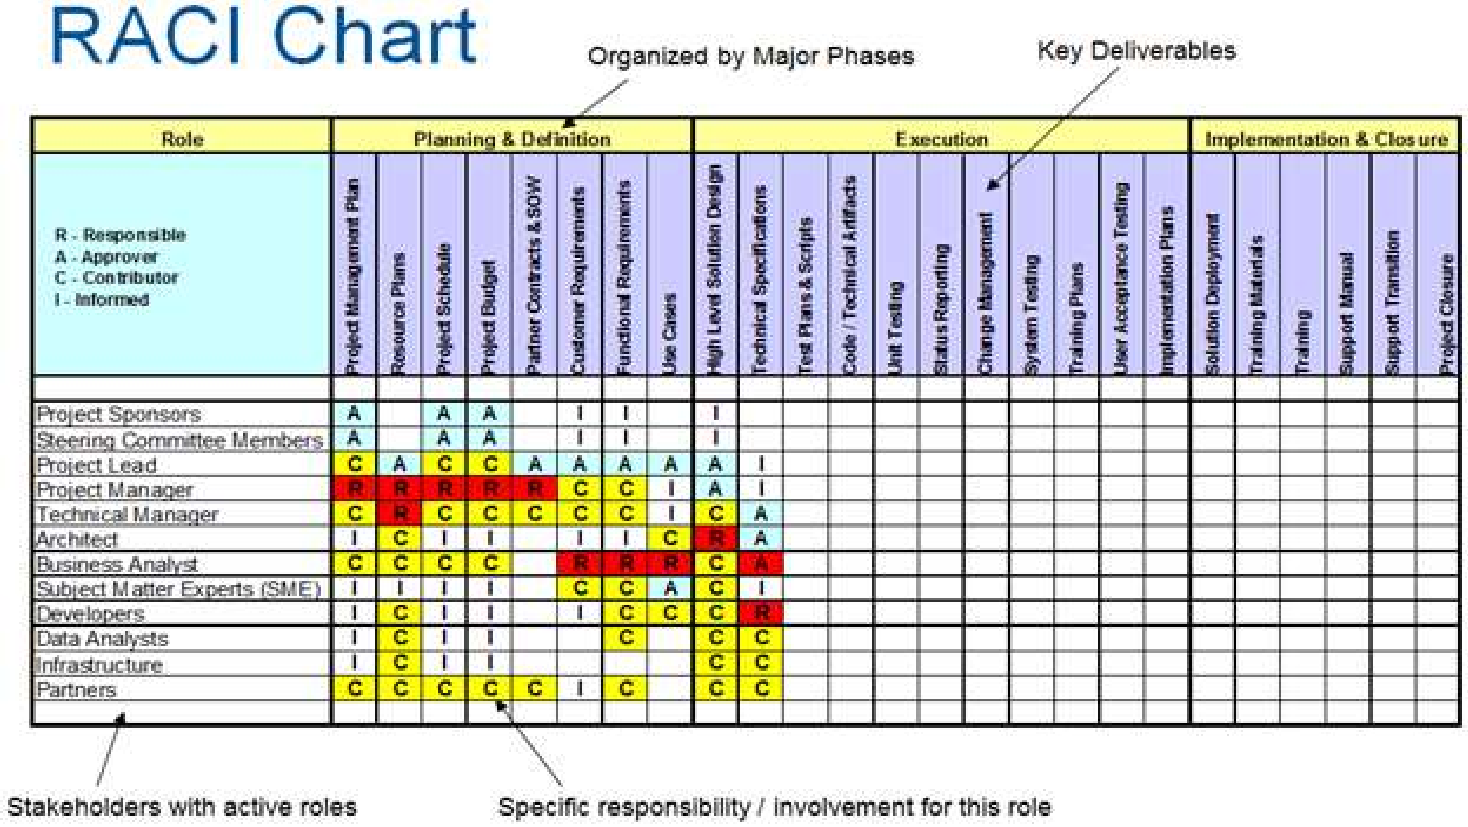 RACI Chart
Organized by Major Phases
Key Deliverables
Role Planning & Definition Execution Implementation & Closure
R - Responsible
A - Approver
C - Contributor
I - Informed
Project Management Plan
Resource Plans
Project Schedule
Project Budget
Partner Contracts & SOW
Customer Requirements
Functional Requirements
Use Cases
High Level Solution Design
Technical Specifications
Test Plans & Scripts
Code / Technical Artifacts
Unit Testing
Status Reporting
Change Management
System Testing
Training Plans
User Acceptance Testing
Implementation Plans
Solution Deployment
Training Materials
Training
Support Manual
Support Transition
Project Closure
Project Sponsors A A A I I I
Steering Committee Members A A A I I I
Project Lead C A C C A A A A A I
Project Manager R R R R R C C I A I
Technical Manager C R C C C C C I C A
Architect I C I I I I C R A
Business Analyst C C C C R R R C A
Subject Matter Experts (SME) I I I I C C A C I
Developers I C I I I C C C R
Data Analysts I C I I C C C
Infrastructure I C I I C C
Partners C C C C C I C C C
Stakeholders with active roles
Specific responsibility / involvement for this role